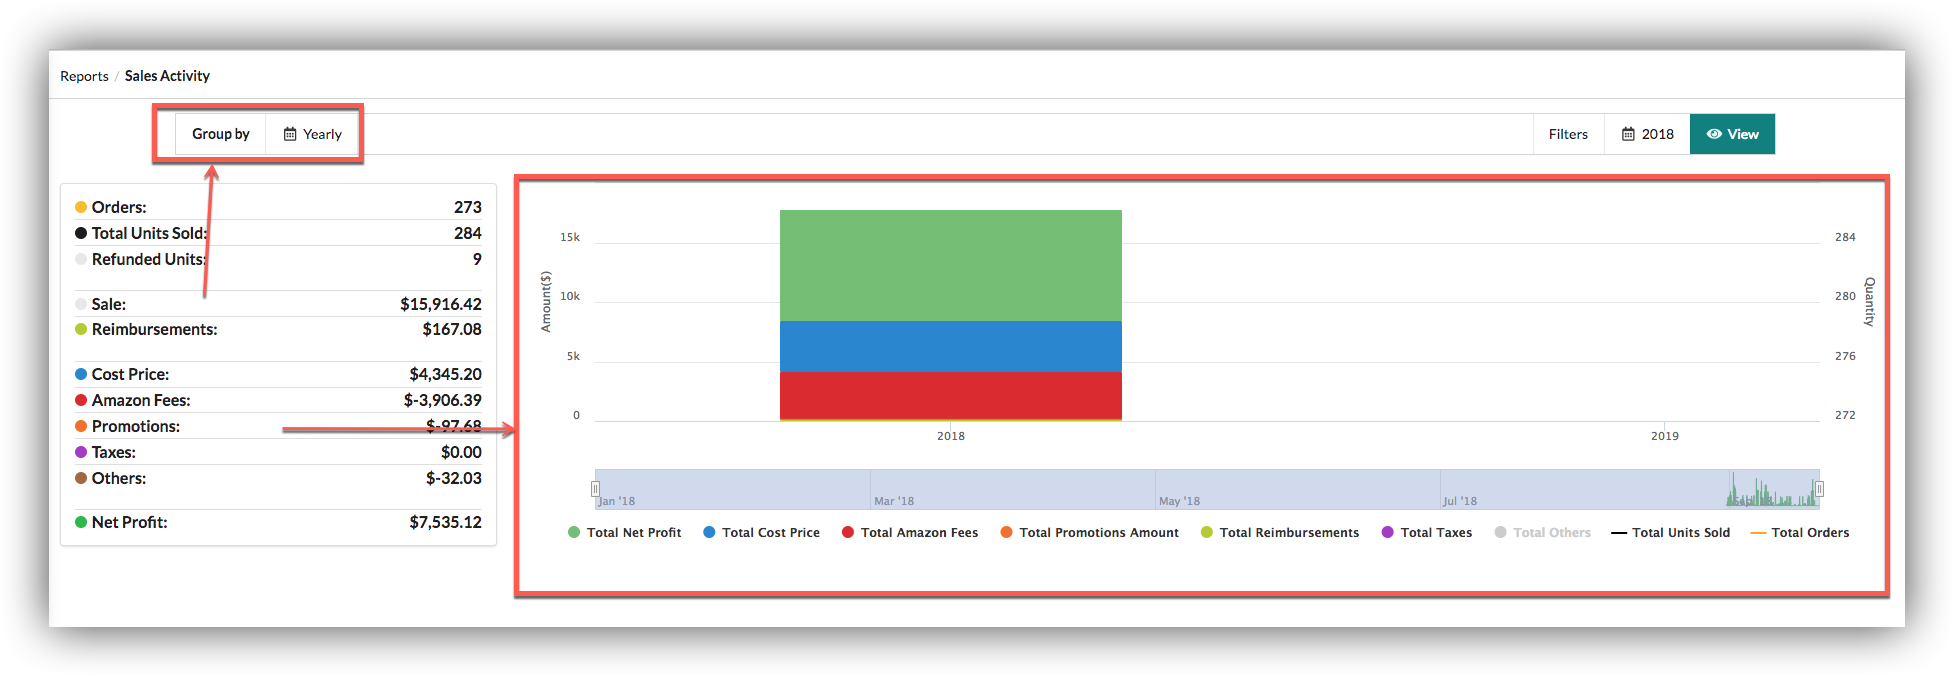 Reports / Sales Activity
Group by Yearly Filters 2018 View
Orders: 273
Total Units Sold: 284
Refunded Units: 9
Sale: $15,916.42
Reimbursements: $167.08
Cost Price: $4,345.20
Amazon Fees: $-3,906.39
Promotions: $-97.68
Taxes: $0.00
Others: $-32.03
Net Profit: $7,535.12
Amount($)
15k
10k
5k
0
284
280
276
272
Quantity
2018 2019
Jan '18 Mar '18 May '18 Jul '18
Total Net Profit Total Cost Price Total Amazon Fees Total Promotions Amount Total Reimbursements Total Taxes Total Others Total Units Sold Total Orders